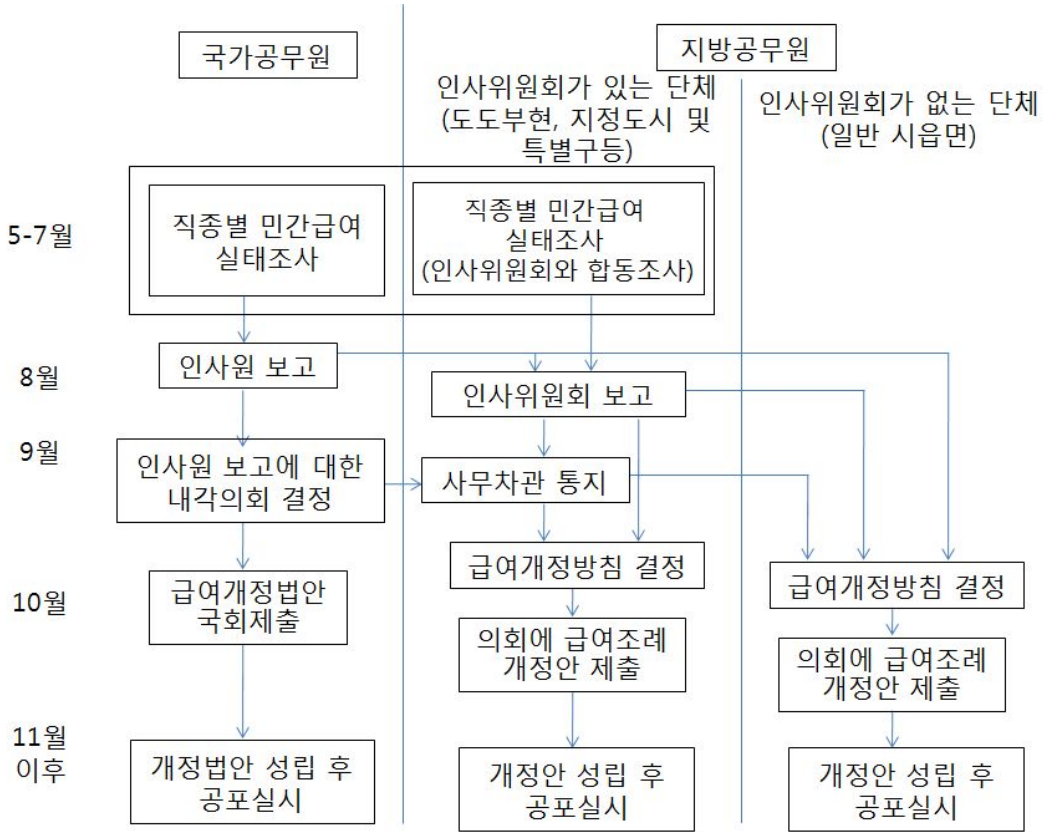 국가공무원
지방공무원
인사위원회가 있는 단체
(도도부현, 지정도시 및
특별구등)
인사위원회가 없는 단체
(일반 시읍면)
5-7월
직종별 민간급여
실태조사
직종별 민간급여
실태조사
(인사위원회와 합동조사)
8월
인사원 보고
인사위원회 보고
9월
인사원 보고에 대한
내각의회 결정
사무차관 통지
급여개정방침 결정
급여개정방침 결정
10월
급여개정법안
국회제출
의회에 급여조례
개정안 제출
의회에 급여조례
개정안 제출
11월
이후
개정법안 성립 후
공포실시
개정안 성립 후
공포실시
개정안 성립 후
공포실시